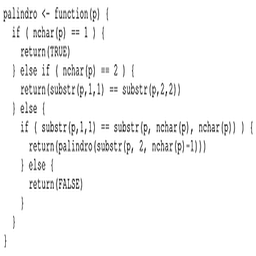 palindro <- function(p) {
if ( nchar(p) == 1 ) {
return(TRUE)
} else if ( nchar(p) == 2 ) {
return(substr(p,1,1) == substr(p,2,2))
} else {
if ( substr(p,1,1) == substr(p, nchar(p), nchar(p)) ) {
return(palindro(substr(p, 2, nchar(p)-1)))
} else {
return(FALSE)
}
}
}